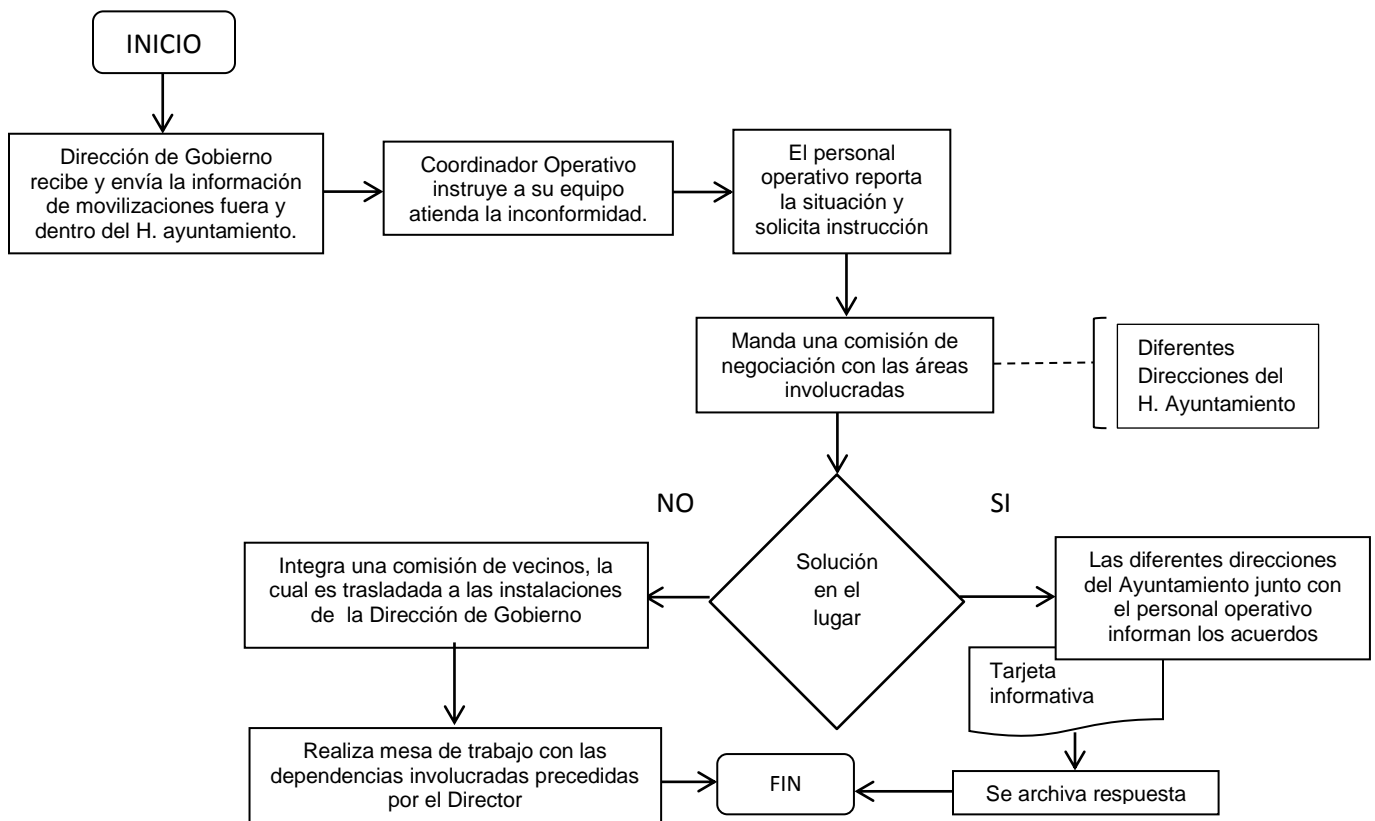 INICIO
Dirección de Gobierno
recibe y envía la información
de movilizaciones fuera y
dentro del H. ayuntamiento.
Coordinador Operativo
instruye a su equipo
atienda la inconformidad.
El personal
operativo reporta
la situación y
solicita instrucción
Manda una comisión de
negociación con las áreas
involucradas
Diferentes
Direcciones del
H. Ayuntamiento
NO
SI
Solución
en el
lugar
Integra una comisión de vecinos, la
cual es trasladada a las instalaciones
de la Dirección de Gobierno
Las diferentes direcciones
del Ayuntamiento junto con
el personal operativo
informan los acuerdos
Tarjeta
informativa
Realiza mesa de trabajo con las
dependencias involucradas precedidas
por el Director
FIN
Se archiva respuesta